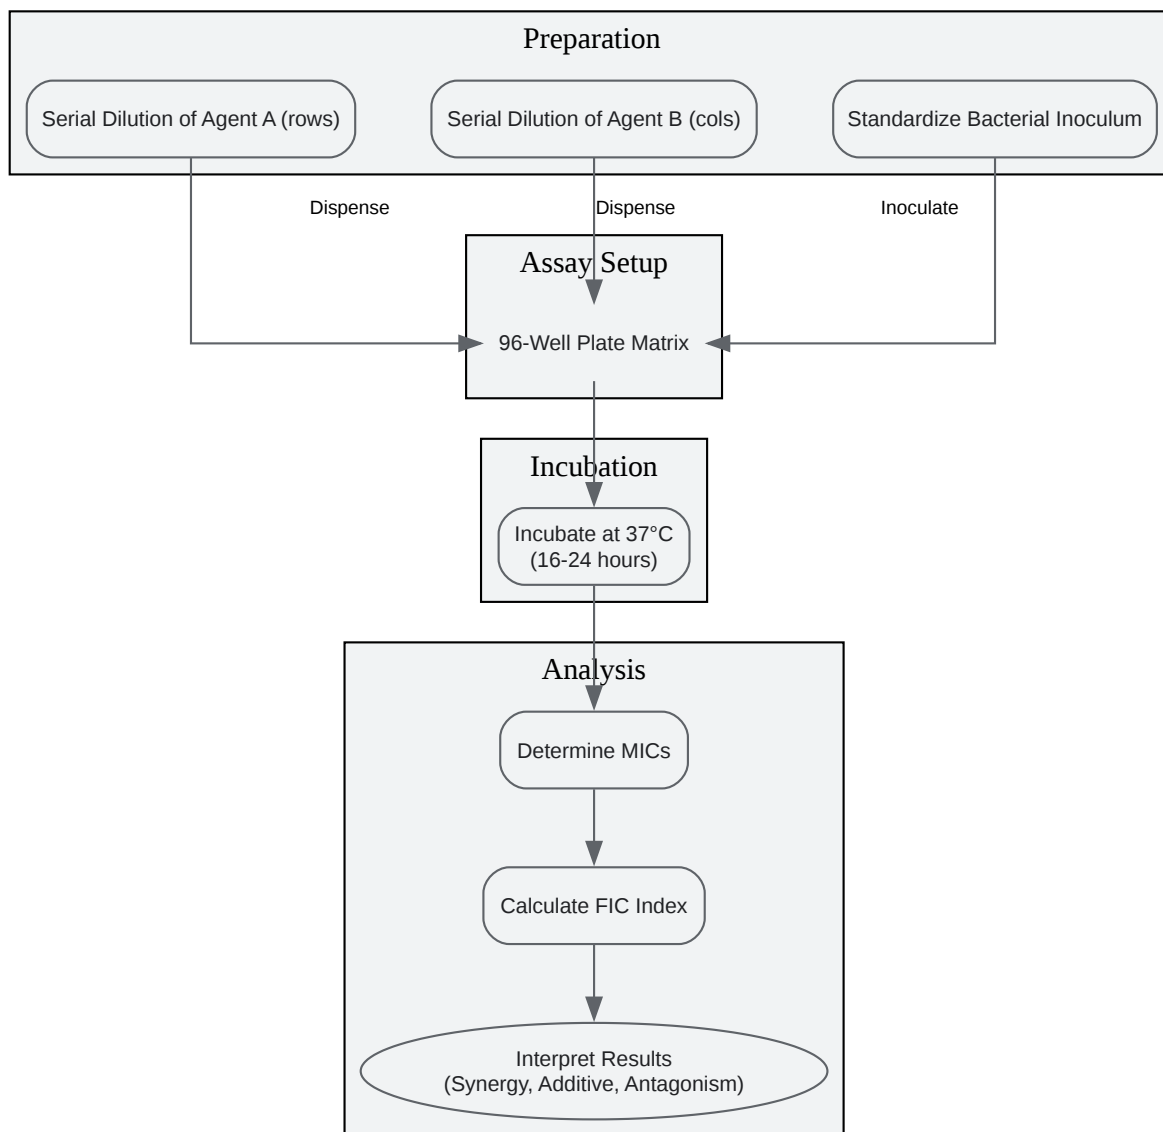 Preparation
Serial Dilution of Agent A (rows)
Serial Dilution of Agent B (cols)
Standardize Bacterial Inoculum
Dispense
Dispense
Inoculate
Assay Setup
96-Well Plate Matrix
Incubation
Incubate at 37°C
(16-24 hours)
Analysis
Determine MICs
Calculate FIC Index
Interpret Results
(Synergy, Additive, Antagonism)